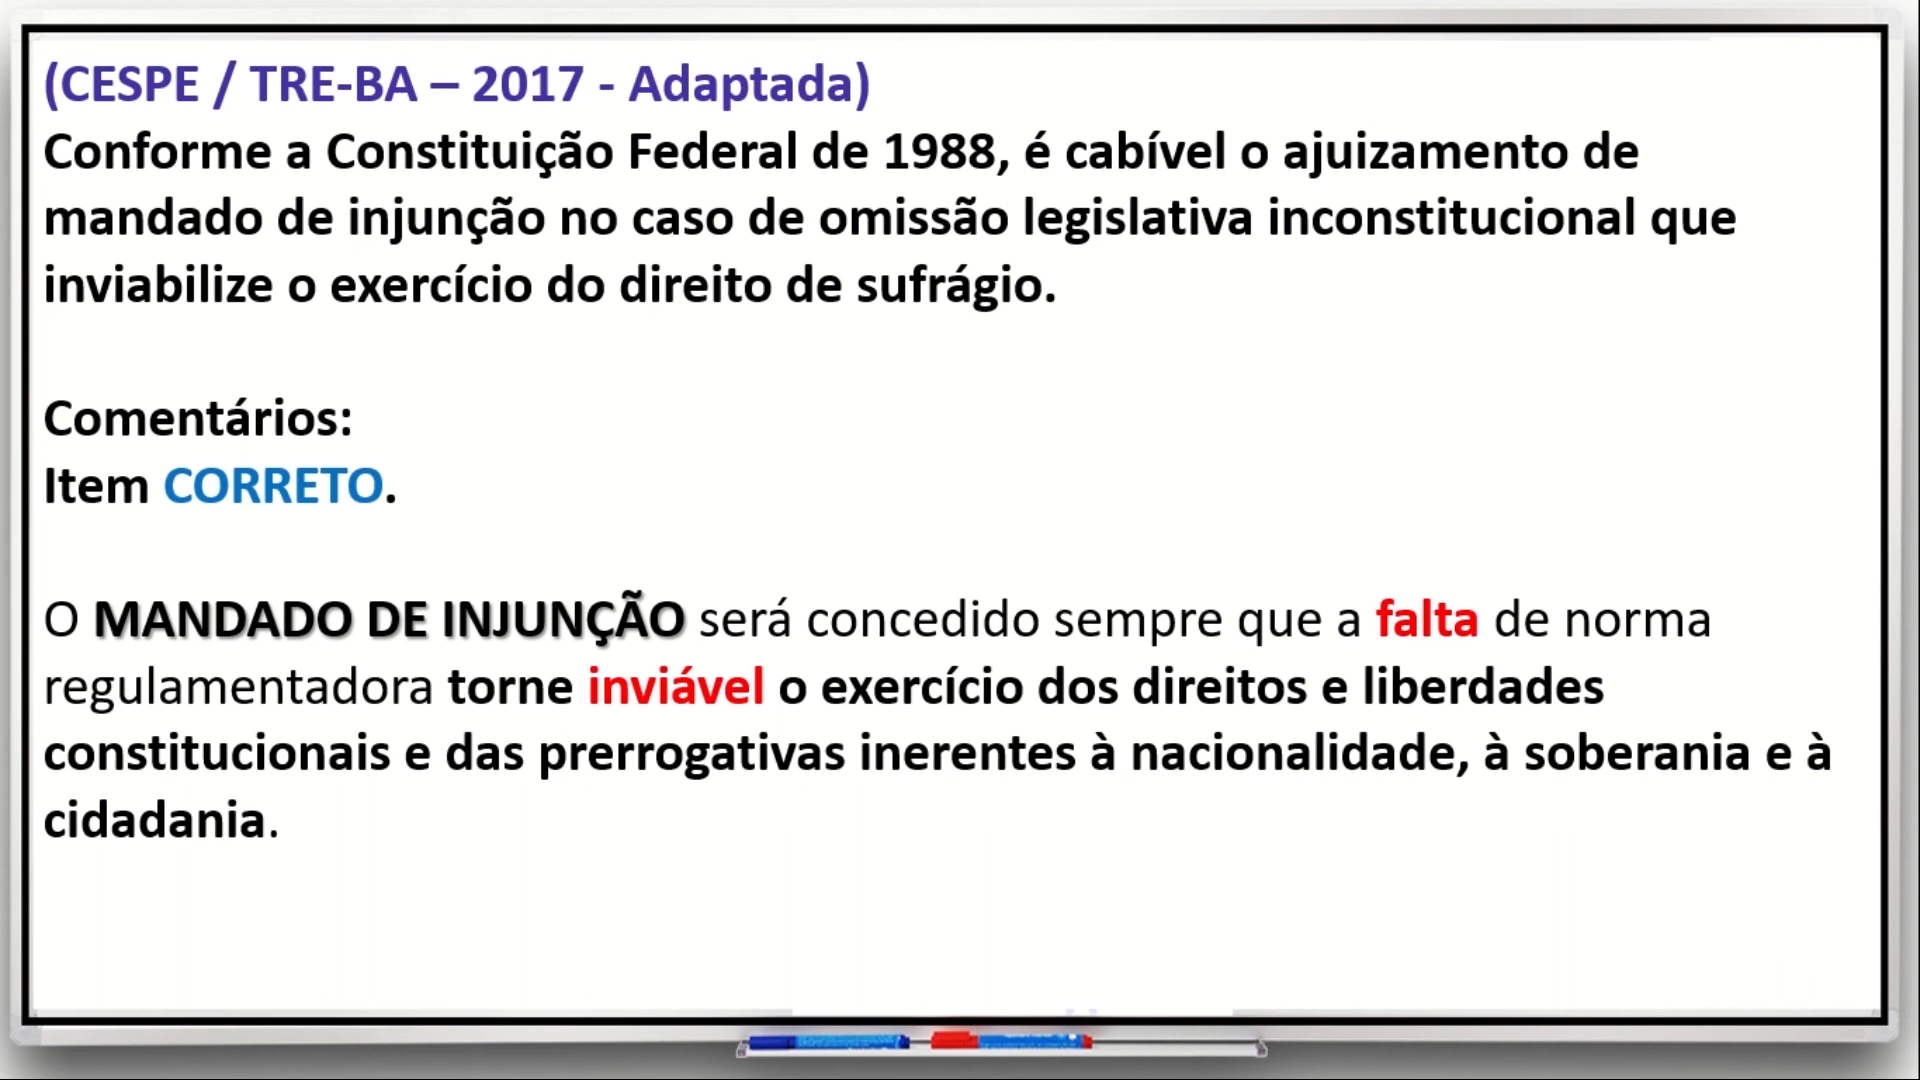 (CESPE / TRE-BA – 2017 - Adaptada)
Conforme a Constituição Federal de 1988, é cabível o ajuizamento de
mandado de injunção no caso de omissão legislativa inconstitucional que
inviabilize o exercício do direito de sufrágio.
Comentários:
Item CORRETO.
O MANDADO DE INJUNÇÃO será concedido sempre que a falta de norma
regulamentadora torne inviável o exercício dos direitos e liberdades
constitucionais e das prerrogativas inerentes à nacionalidade, à soberania e à
cidadania.